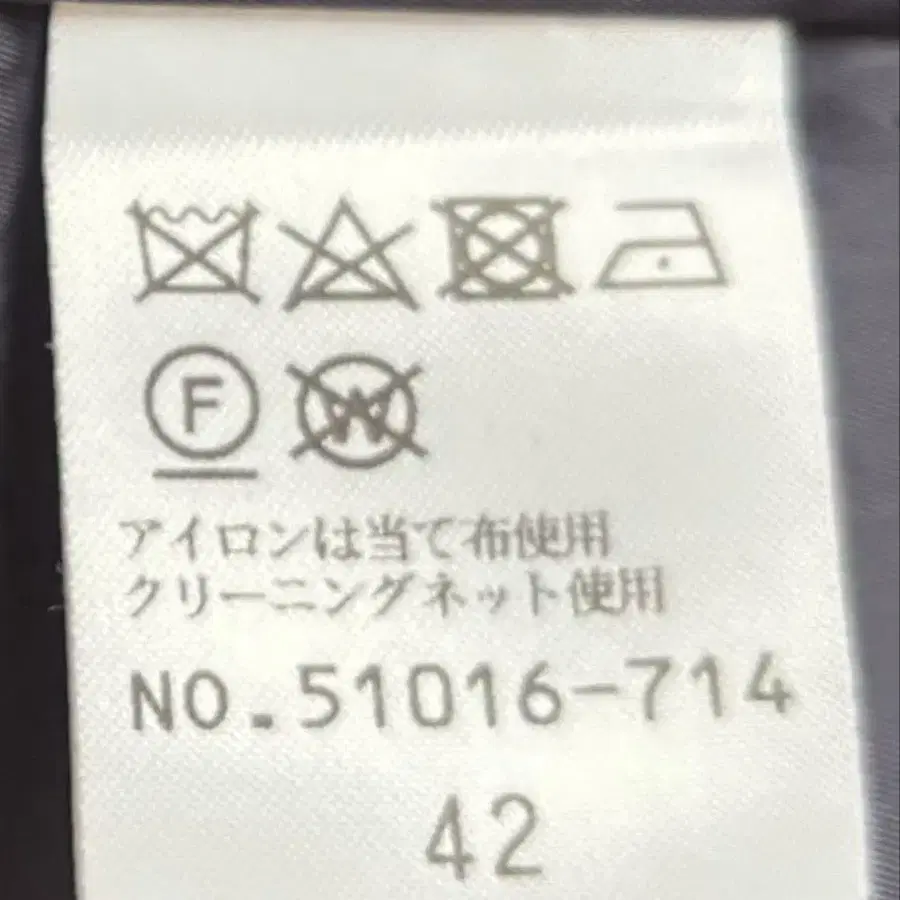 F W
アイロンは当て布使用
クリーニングネット使用
NO.51016-714
42